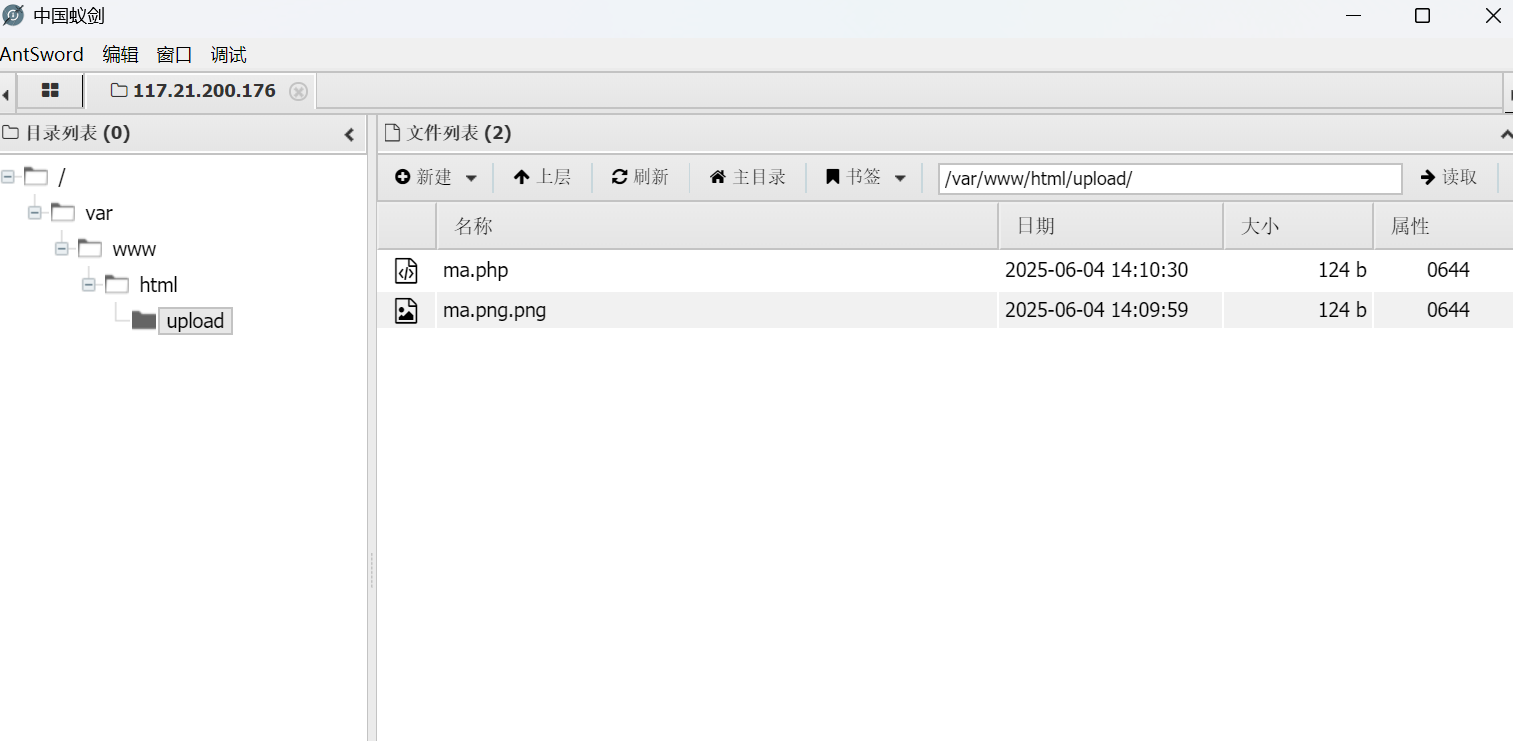 中国蚁剑
AntSword 编辑 窗口 调试
117.21.200.176
目录列表 (0)
文件列表 (2)
新建 上层 刷新 主目录 书签 /var/www/html/upload/ 读取
/
var
www
html
upload
名称 日期 大小 属性
ma.php 2025-06-04 14:10:30 124 b 0644
ma.png.png 2025-06-04 14:09:59 124 b 0644